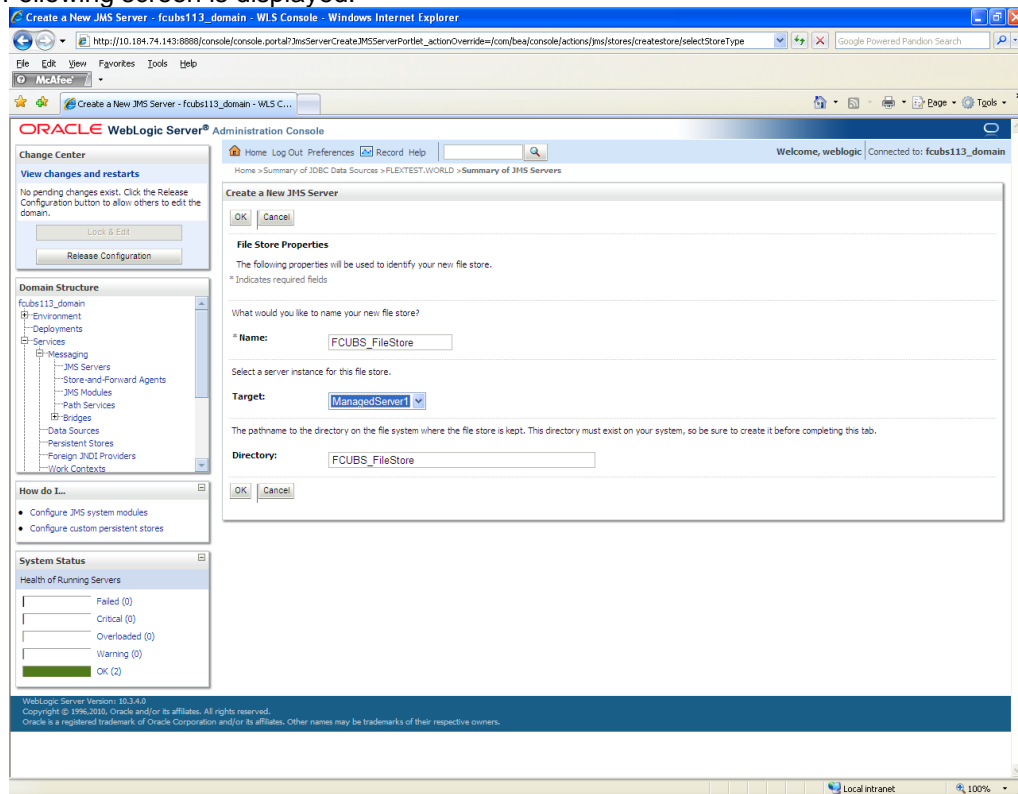 Following screen is displayed.
Create a New JMS Server - fcubs113_domain - WLS Console - Windows Internet Explorer
http://10.184.74.143:8888/console/console.portal?JmsServerCreateJMSServerPortlet_actionOverride=/com/bea/console/actions/jms/stores/createstore/selectStoreType
Google Powered Pandion Search
File Edit View Favorites Tools Help
McAfee
Create a New JMS Server - fcubs113_domain - WLS C...
Page Tools
ORACLE WebLogic Server® Administration Console
Change Center
View changes and restarts
No pending changes exist. Click the Release
Configuration button to allow others to edit the
domain.
Lock & Edit
Release Configuration
Domain Structure
fcubs113_domain
Environment
Deployments
Services
Messaging
JMS Servers
Store-and-Forward Agents
JMS Modules
Path Services
Bridges
Data Sources
Persistent Stores
Foreign JNDI Providers
Work Contexts
How do I...
Configure JMS system modules
Configure custom persistent stores
System Status
Health of Running Servers
Failed (0)
Critical (0)
Overloaded (0)
Warning (0)
OK (2)
Home Log Out Preferences Record Help
Welcome, weblogic Connected to: fcubs113_domain
Home >Summary of JDBC Data Sources >FLEXTEST.WORLD >Summary of JMS Servers
Create a New JMS Server
OK Cancel
File Store Properties
The following properties will be used to identify your new file store.
* Indicates required fields
What would you like to name your new file store?
* Name: FCUBS_FileStore
Select a server instance for this file store.
Target: ManagedServer1
The pathname to the directory on the file system where the file store is kept. This directory must exist on your system, so be sure to create it before completing this tab.
Directory: FCUBS_FileStore
OK Cancel
WebLogic Server Version: 10.3.4.0
Copyright © 1996,2010, Oracle and/or its affiliates. All rights reserved.
Oracle is a registered trademark of Oracle Corporation and/or its affiliates. Other names may be trademarks of their respective owners.
Local intranet 100%